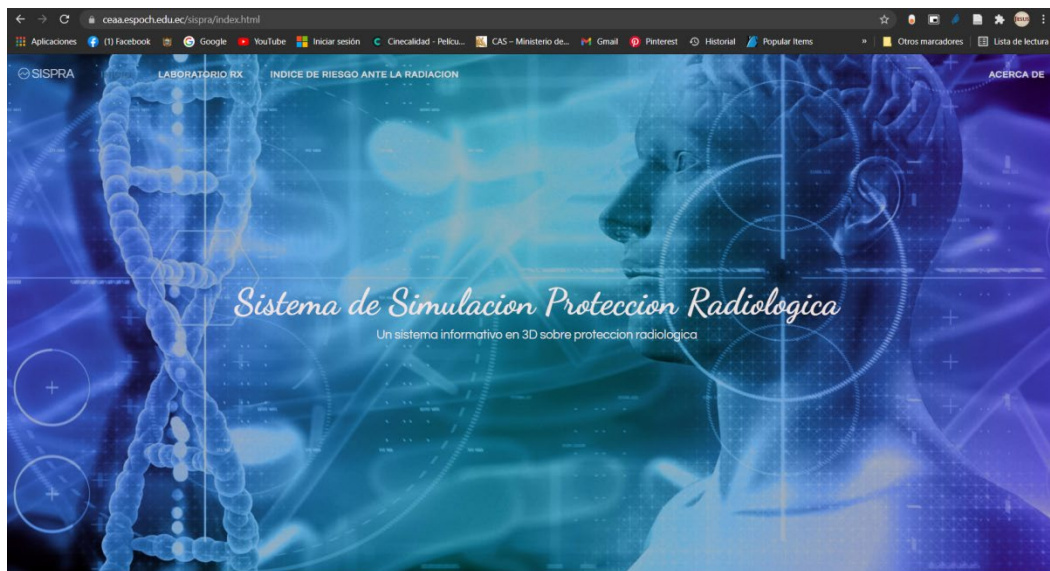 ceaa.espoch.edu.ec/sispra/index.html
Aplicaciones (1) Facebook Google YouTube Iniciar sesión Cinecalidad - Pelícu... CAS – Ministerio de... Gmail Pinterest Historial Popular Items » Otros marcadores Lista de lectura
SISPRA LABORATORIO RX INDICE DE RIESGO ANTE LA RADIACION ACERCA DE
Sistema de Simulacion Proteccion Radiologica
Un sistema informativo en 3D sobre proteccion radiologica